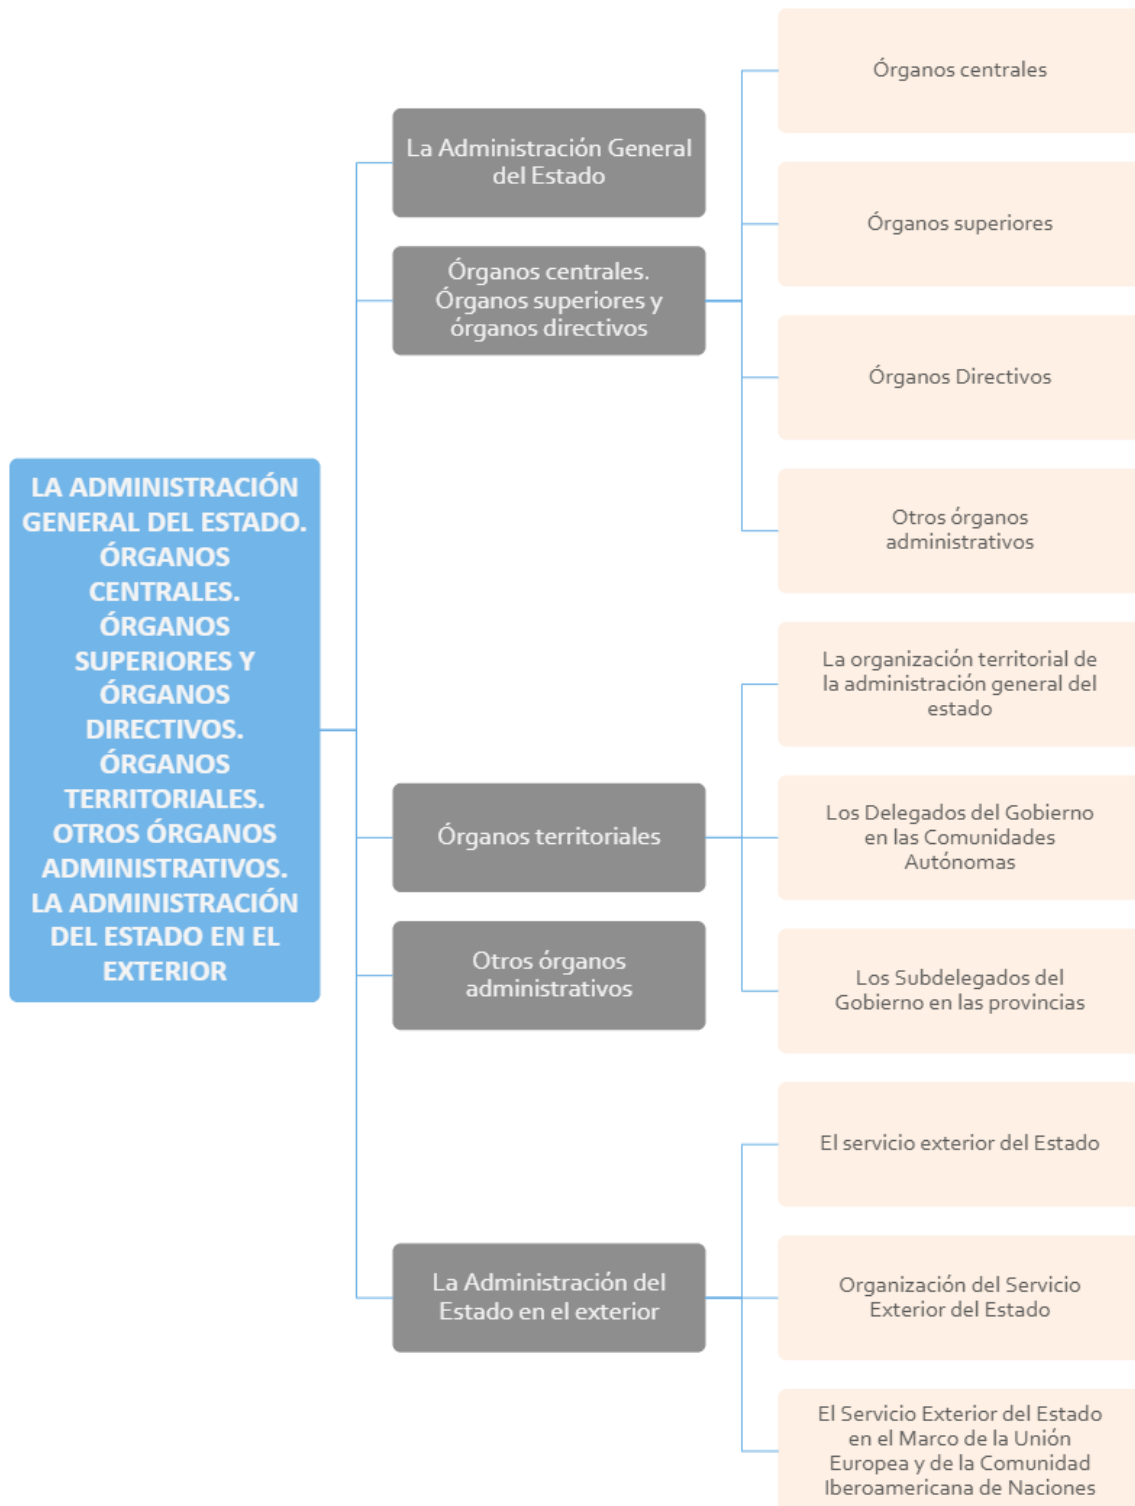 LA ADMINISTRACIÓN
GENERAL DEL ESTADO.
ÓRGANOS
CENTRALES.
ÓRGANOS
SUPERIORES Y
ÓRGANOS
DIRECTIVOS.
ÓRGANOS
TERRITORIALES.
OTROS ÓRGANOS
ADMINISTRATIVOS.
LA ADMINISTRACIÓN
DEL ESTADO EN EL
EXTERIOR
La Administración General
del Estado
Órganos centrales.
Órganos superiores y
órganos directivos
Órganos centrales
Órganos superiores
Órganos Directivos
Otros órganos
administrativos
Órganos territoriales
La organización territorial de
la administración general del
estado
Los Delegados del Gobierno
en las Comunidades
Autónomas
Los Subdelegados del
Gobierno en las provincias
Otros órganos
administrativos
La Administración del
Estado en el exterior
El servicio exterior del Estado
Organización del Servicio
Exterior del Estado
El Servicio Exterior del Estado
en el Marco de la Unión
Europea y de la Comunidad
Iberoamericana de Naciones